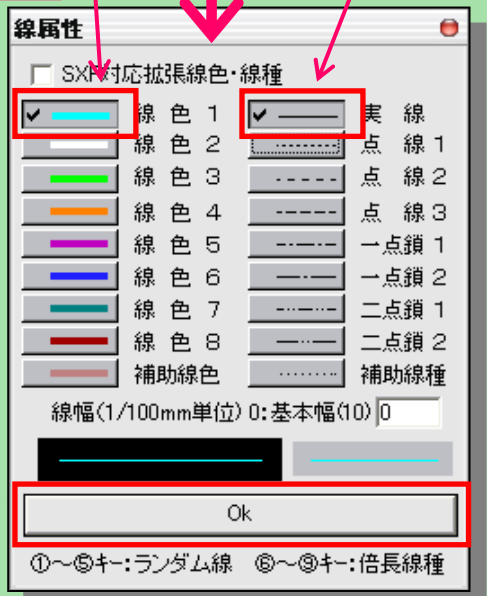 線属性
SXF対応拡張線色・線種
線 色 1 実 線
線 色 2 点 線 1
線 色 3 点 線 2
線 色 4 点 線 3
線 色 5 一点鎖 1
線 色 6 一点鎖 2
線 色 7 二点鎖 1
線 色 8 二点鎖 2
補助線色 補助線種
線幅(1/100mm単位) 0:基本幅(10) 0
Ok
①～⑤キー:ランダム線 ⑥～⑨キー:倍長線種